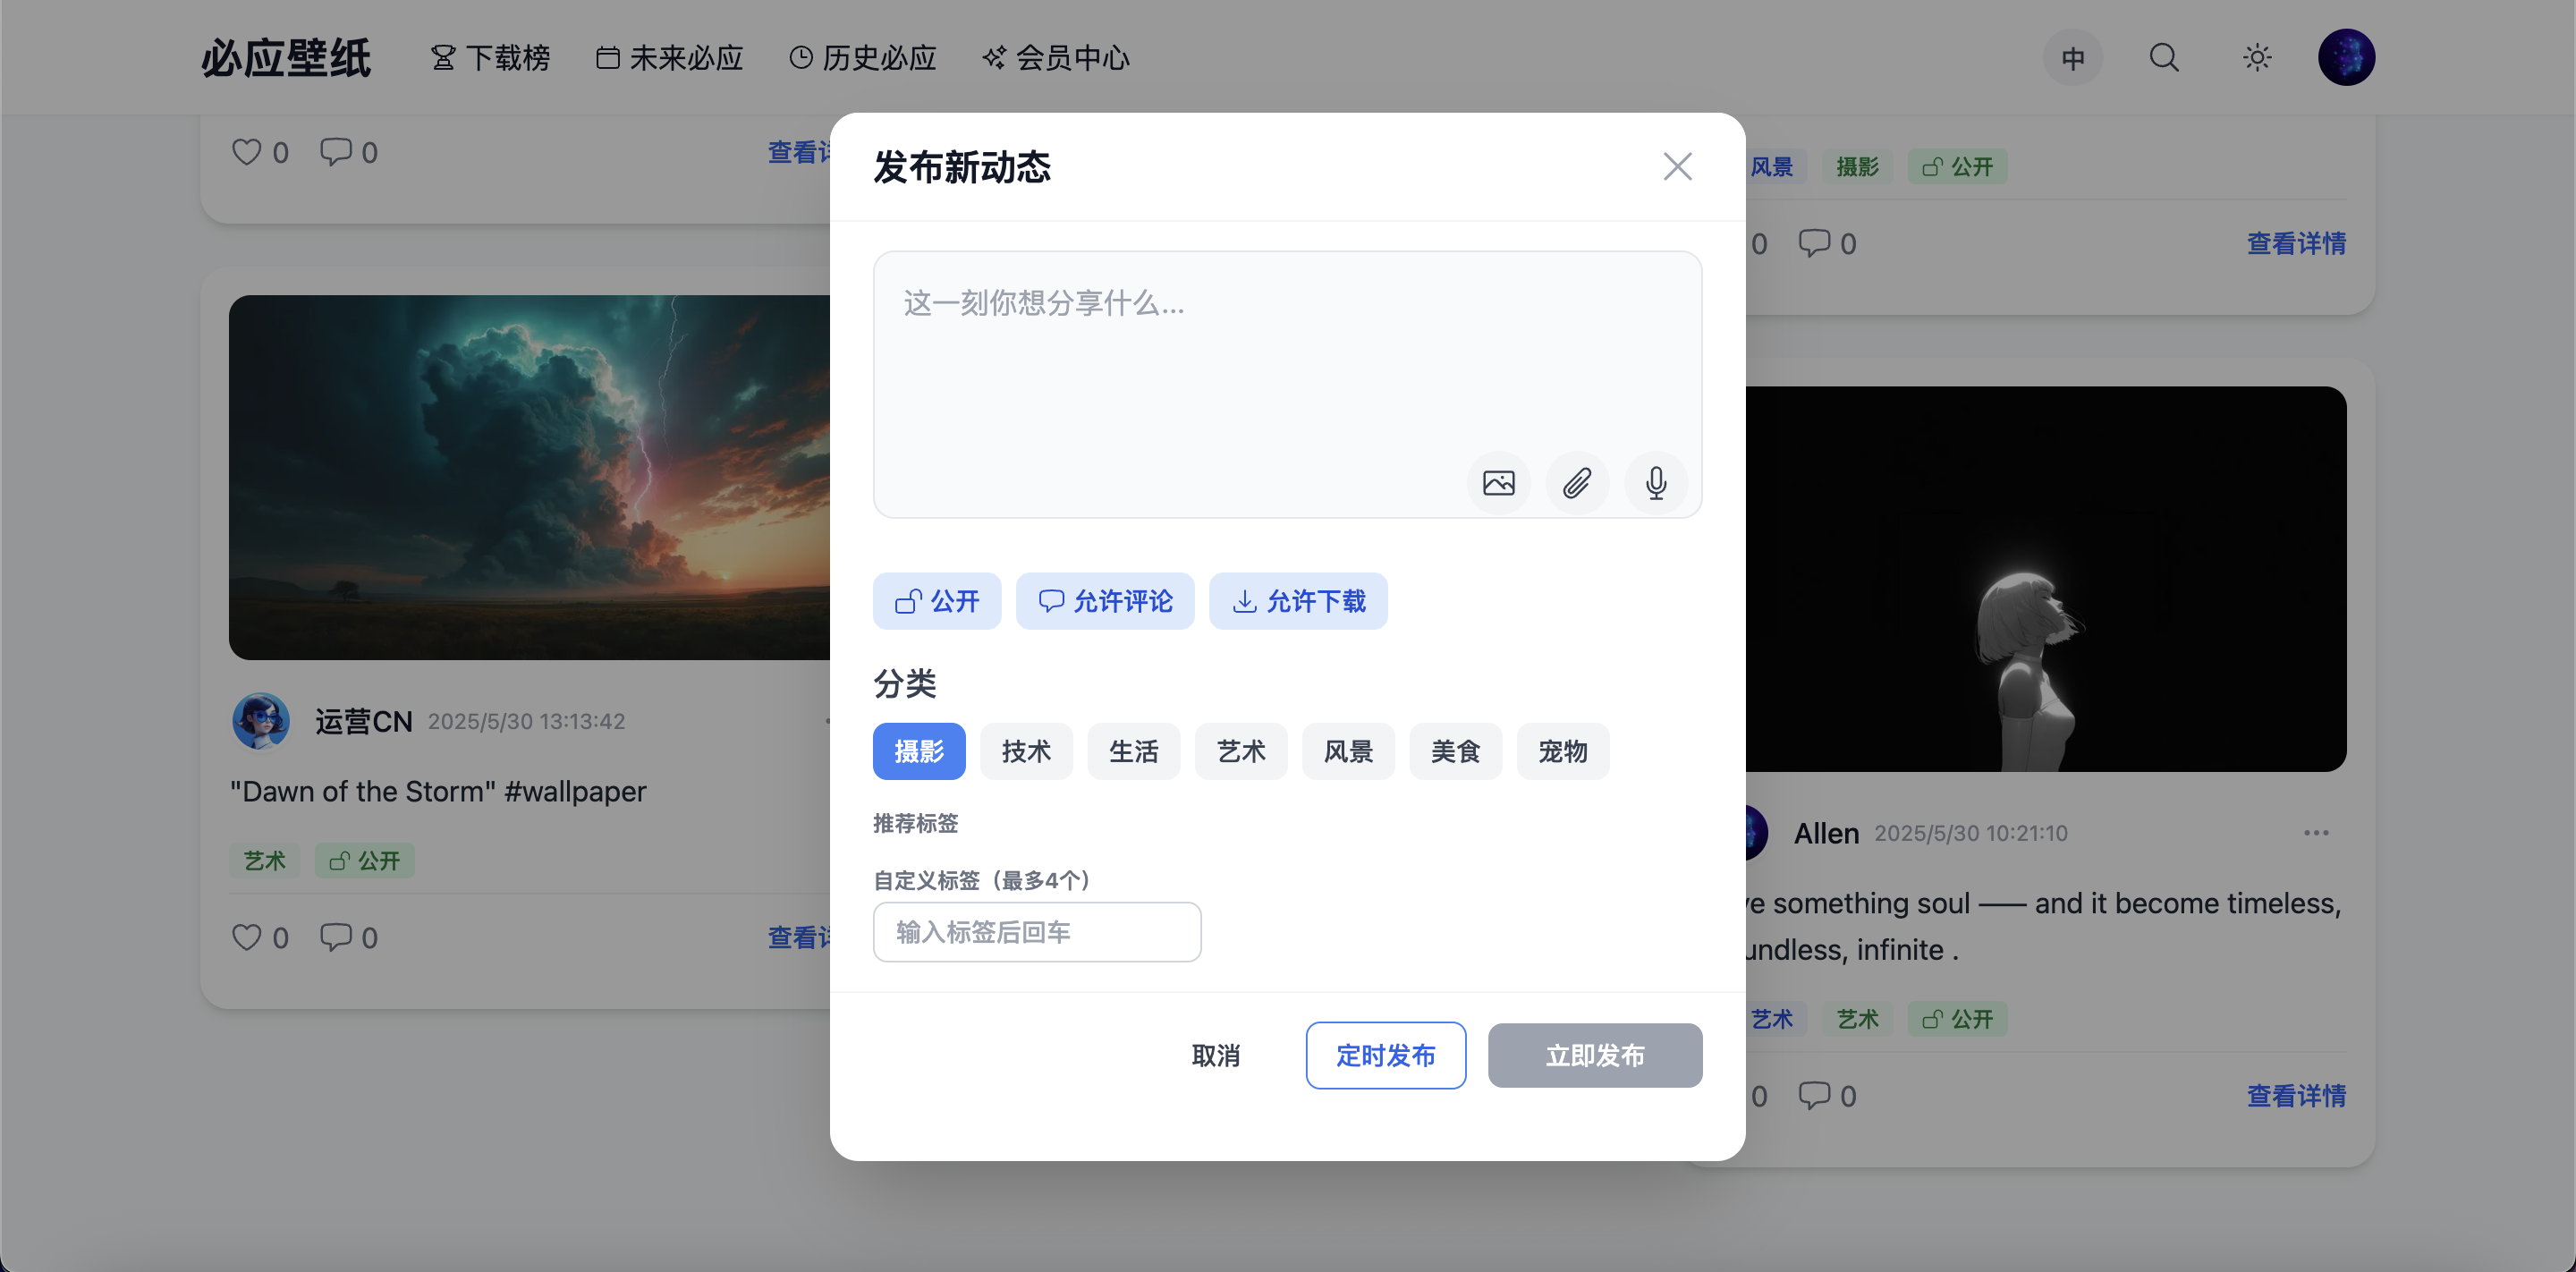 必应壁纸 下载榜 未来必应 历史必应 会员中心 中
0 0 查看
风景 摄影 公开
0 0 查看详情
运营CN 2025/5/30 13:13:42
"Dawn of the Storm" #wallpaper
艺术 公开
0 0 查看
发布新动态
这一刻你想分享什么...
公开 允许评论 允许下载
分类
摄影 技术 生活 艺术 风景 美食 宠物
推荐标签
自定义标签（最多4个）
输入标签后回车
取消 定时发布 立即发布
Allen 2025/5/30 10:21:10
something soul —— and it become timeless,
infinite .
艺术 艺术 公开
0 0 查看详情